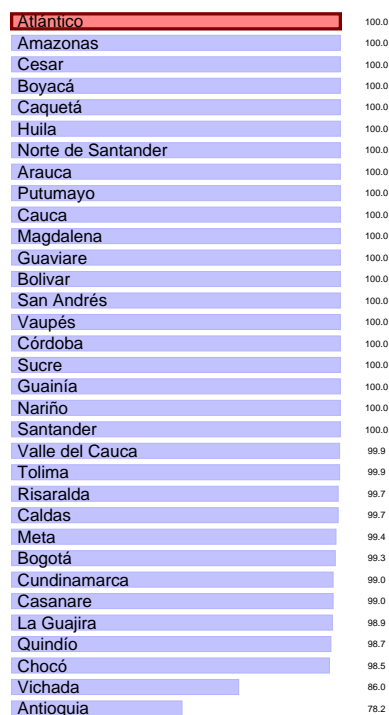 Atlántico 100.0
Amazonas 100.0
Cesar 100.0
Boyacá 100.0
Caquetá 100.0
Huila 100.0
Norte de Santander 100.0
Arauca 100.0
Putumayo 100.0
Cauca 100.0
Magdalena 100.0
Guaviare 100.0
Bolivar 100.0
San Andrés 100.0
Vaupés 100.0
Córdoba 100.0
Sucre 100.0
Guainía 100.0
Nariño 100.0
Santander 100.0
Valle del Cauca 99.9
Tolima 99.9
Risaralda 99.7
Caldas 99.7
Meta 99.4
Bogotá 99.3
Cundinamarca 99.0
Casanare 99.0
La Guajira 98.9
Quindío 98.7
Chocó 98.5
Vichada 86.0
Antioquia 78.2